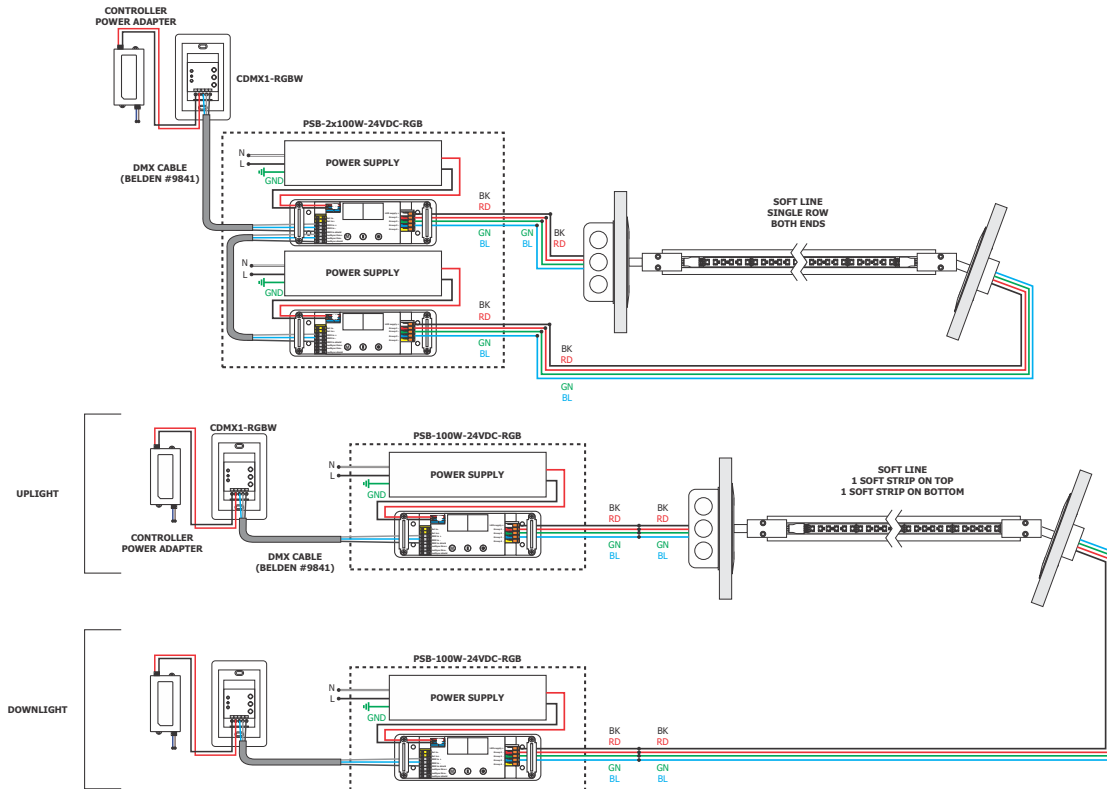 CONTROLLER
POWER ADAPTER
CDMX1-RGBW
DMX CABLE
(BELDEN #9841)
PSB-2x100W-24VDC-RGB
N
L
GND
POWER SUPPLY
BK
RD
GN
BL
GN
BL
BK
RD
N
L
GND
POWER SUPPLY
BK
RD
GN
BL
BK
RD
GN
BL
SOFT LINE
SINGLE ROW
BOTH ENDS
UPLIGHT
CDMX1-RGBW
CONTROLLER
POWER ADAPTER
DMX CABLE
(BELDEN #9841)
PSB-100W-24VDC-RGB
N
L
GND
POWER SUPPLY
BK
RD
GN
BL
BK
RD
GN
BL
SOFT LINE
1 SOFT STRIP ON TOP
1 SOFT STRIP ON BOTTOM
DOWNLIGHT
PSB-100W-24VDC-RGB
N
L
GND
POWER SUPPLY
BK
RD
GN
BL
BK
RD
GN
BL